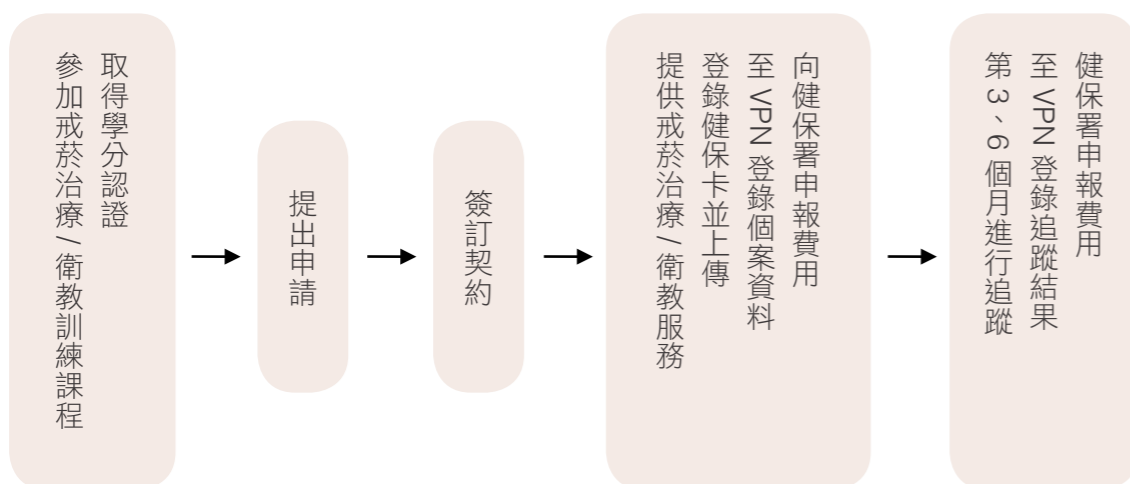 參加戒菸治療 / 衛教訓練課程
取得學分認證
提出申請
簽訂契約
提供戒菸治療 / 衛教服務
登錄健保卡並上傳
至 VPN 登錄個案資料
向健保署申報費用
第 3、6 個月進行追蹤
至 VPN 登錄追蹤結果
健保署申報費用